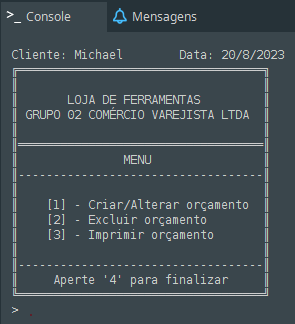 >_ Console Mensagens
Cliente: Michael Data: 20/8/2023
LOJA DE FERRAMENTAS
GRUPO 02 COMÉRCIO VAREJISTA LTDA
MENU
[1] - Criar/Alterar orçamento
[2] - Excluir orçamento
[3] - Imprimir orçamento
Aperte '4' para finalizar
>